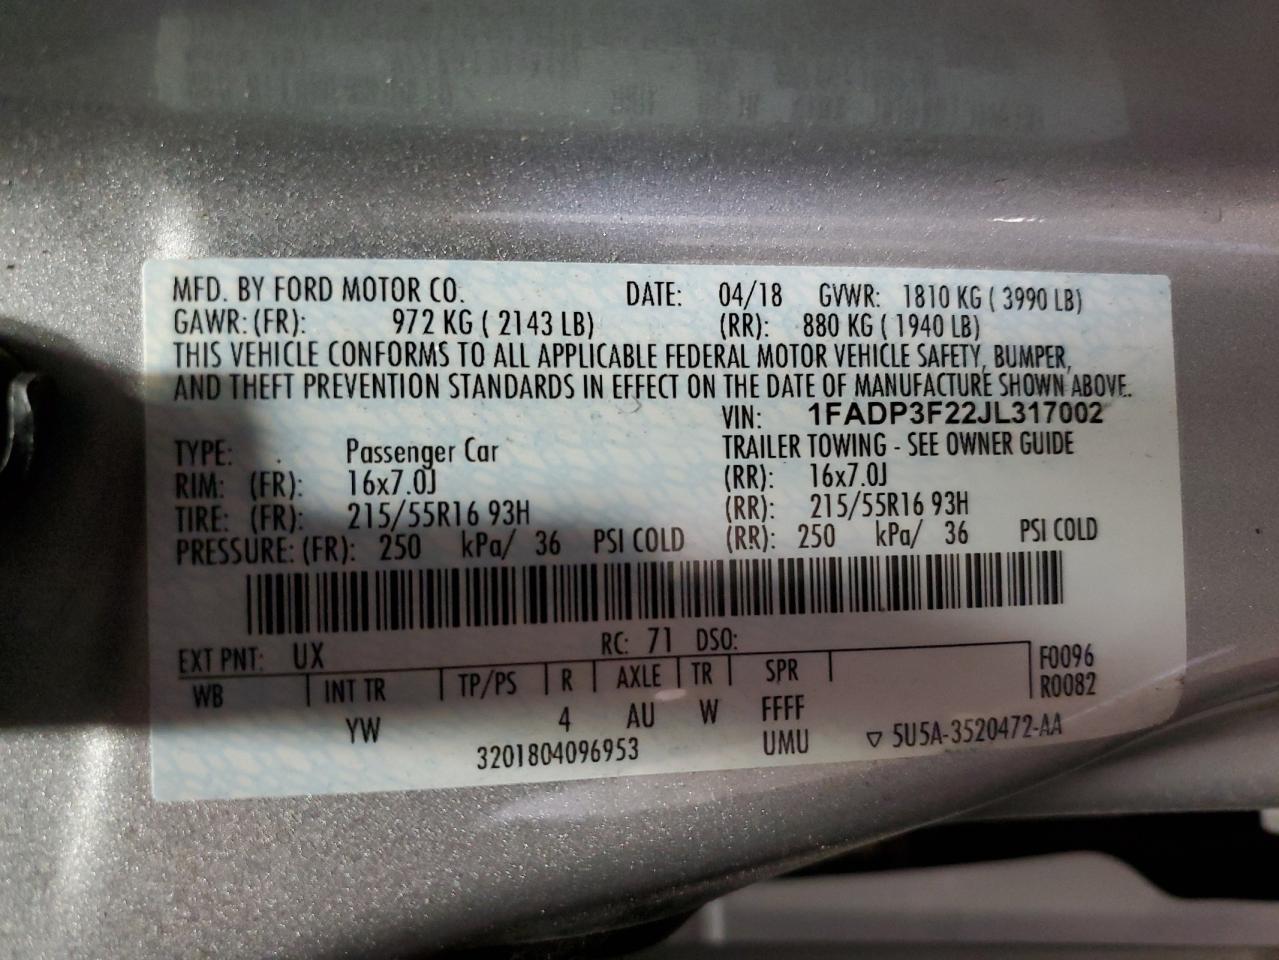 MFD. BY FORD MOTOR CO. DATE: 04/18 GVWR: 1810 KG ( 3990 LB)
GAWR: (FR): 972 KG ( 2143 LB) (RR): 880 KG ( 1940 LB)
THIS VEHICLE CONFORMS TO ALL APPLICABLE FEDERAL MOTOR VEHICLE SAFETY, BUMPER,
AND THEFT PREVENTION STANDARDS IN EFFECT ON THE DATE OF MANUFACTURE SHOWN ABOVE.
VIN: 1FADP3F22JL317002
TYPE: Passenger Car TRAILER TOWING - SEE OWNER GUIDE
RIM: (FR): 16x7.0J (RR): 16x7.0J
TIRE: (FR): 215/55R16 93H (RR): 215/55R16 93H
PRESSURE: (FR): 250 kPa/ 36 PSI COLD (RR): 250 kPa/ 36 PSI COLD
EXT PNT: UX RC: 71 DSO: F0096
WB INT TR TP/PS R AXLE TR SPR R0082
YW 4 AU W FFFF
3201804096953 UMU ▽ 5U5A-3520472-AA